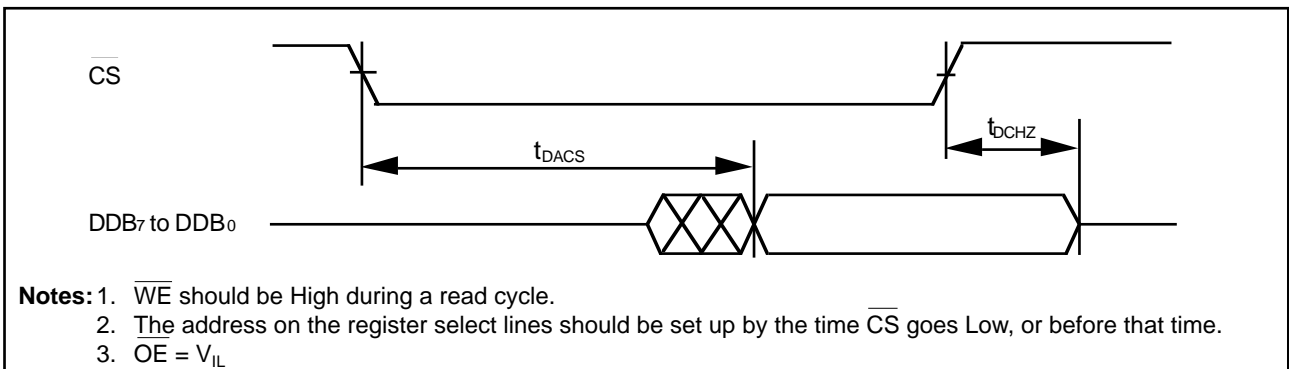 CS
tDCHZ
tDACS
DDB7 to DDB0
Notes: 1. WE should be High during a read cycle.
2. The address on the register select lines should be set up by the time CS goes Low, or before that time.
3. OE = VIL